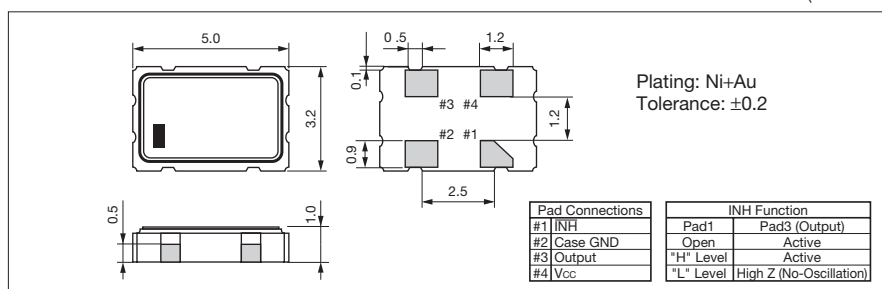 (
5.0
3.2
0.5
1.0
0 .5
1.2
0.1
#3 #4
#2 #1
1.2
0.9
2.5
Plating: Ni+Au
Tolerance: ±0.2
Pad Connections
#1 INH
#2 Case GND
#3 Output
#4 Vcc
INH Function
Pad1 Pad3 (Output)
Open Active
"H" Level Active
"L" Level High Z (No-Oscillation)